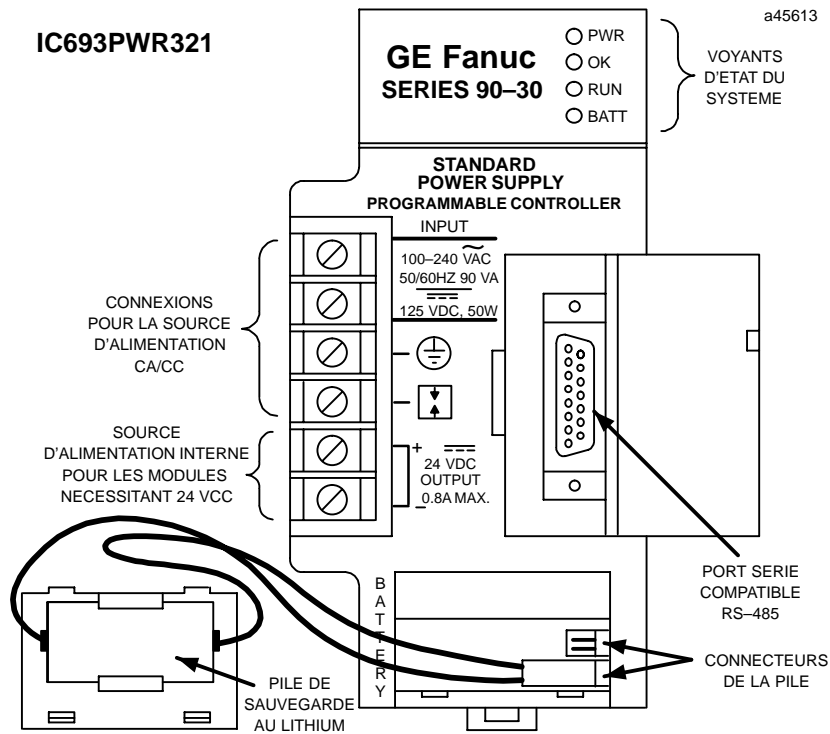 a45613
IC693PWR321
GE Fanuc
SERIES 90–30
PWR
OK
RUN
BATT
VOYANTS
D'ETAT DU
SYSTEME
STANDARD
POWER SUPPLY
PROGRAMMABLE CONTROLLER
INPUT
100–240 VAC
50/60HZ 90 VA
125 VDC, 50W
CONNEXIONS
POUR LA SOURCE
D'ALIMENTATION
CA/CC
SOURCE
D'ALIMENTATION INTERNE
POUR LES MODULES
NECESSITANT 24 VCC
+
24 VDC
OUTPUT
0.8A MAX.
–
PORT SERIE
COMPATIBLE
RS–485
BATTERY
CONNECTEURS
DE LA PILE
PILE DE
SAUVEGARDE
AU LITHIUM